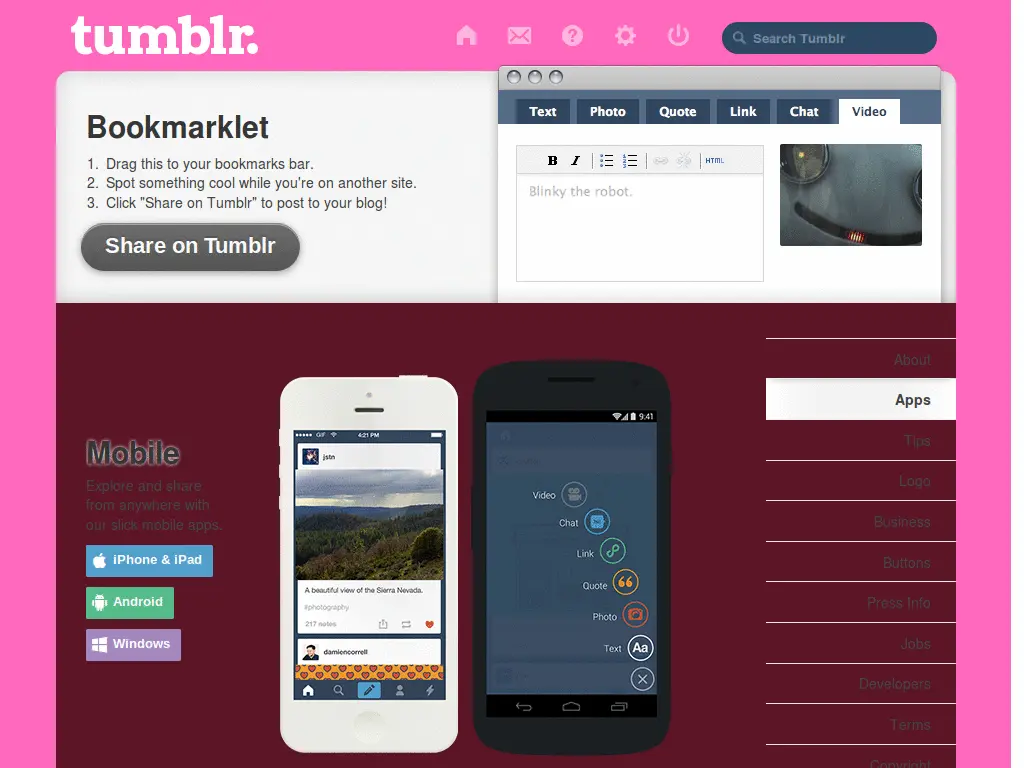 tumblr.
Search Tumblr
Bookmarklet
1. Drag this to your bookmarks bar.
2. Spot something cool while you're on another site.
3. Click "Share on Tumblr" to post to your blog!
Share on Tumblr
Text Photo Quote Link Chat Video
B I HTML
Blinky the robot.
Mobile
Explore and share
from anywhere with
our slick mobile apps.
iPhone & iPad
Android
Windows
GIF 4:21 PM
jstn
A beautiful view of the Sierra Nevada.
#photography
217 notes
damiencorrell
9:41
Video
Chat
Link
Quote
Photo
Text Aa
About
Apps
Tips
Logo
Business
Buttons
Press Info
Jobs
Developers
Terms
Copyright